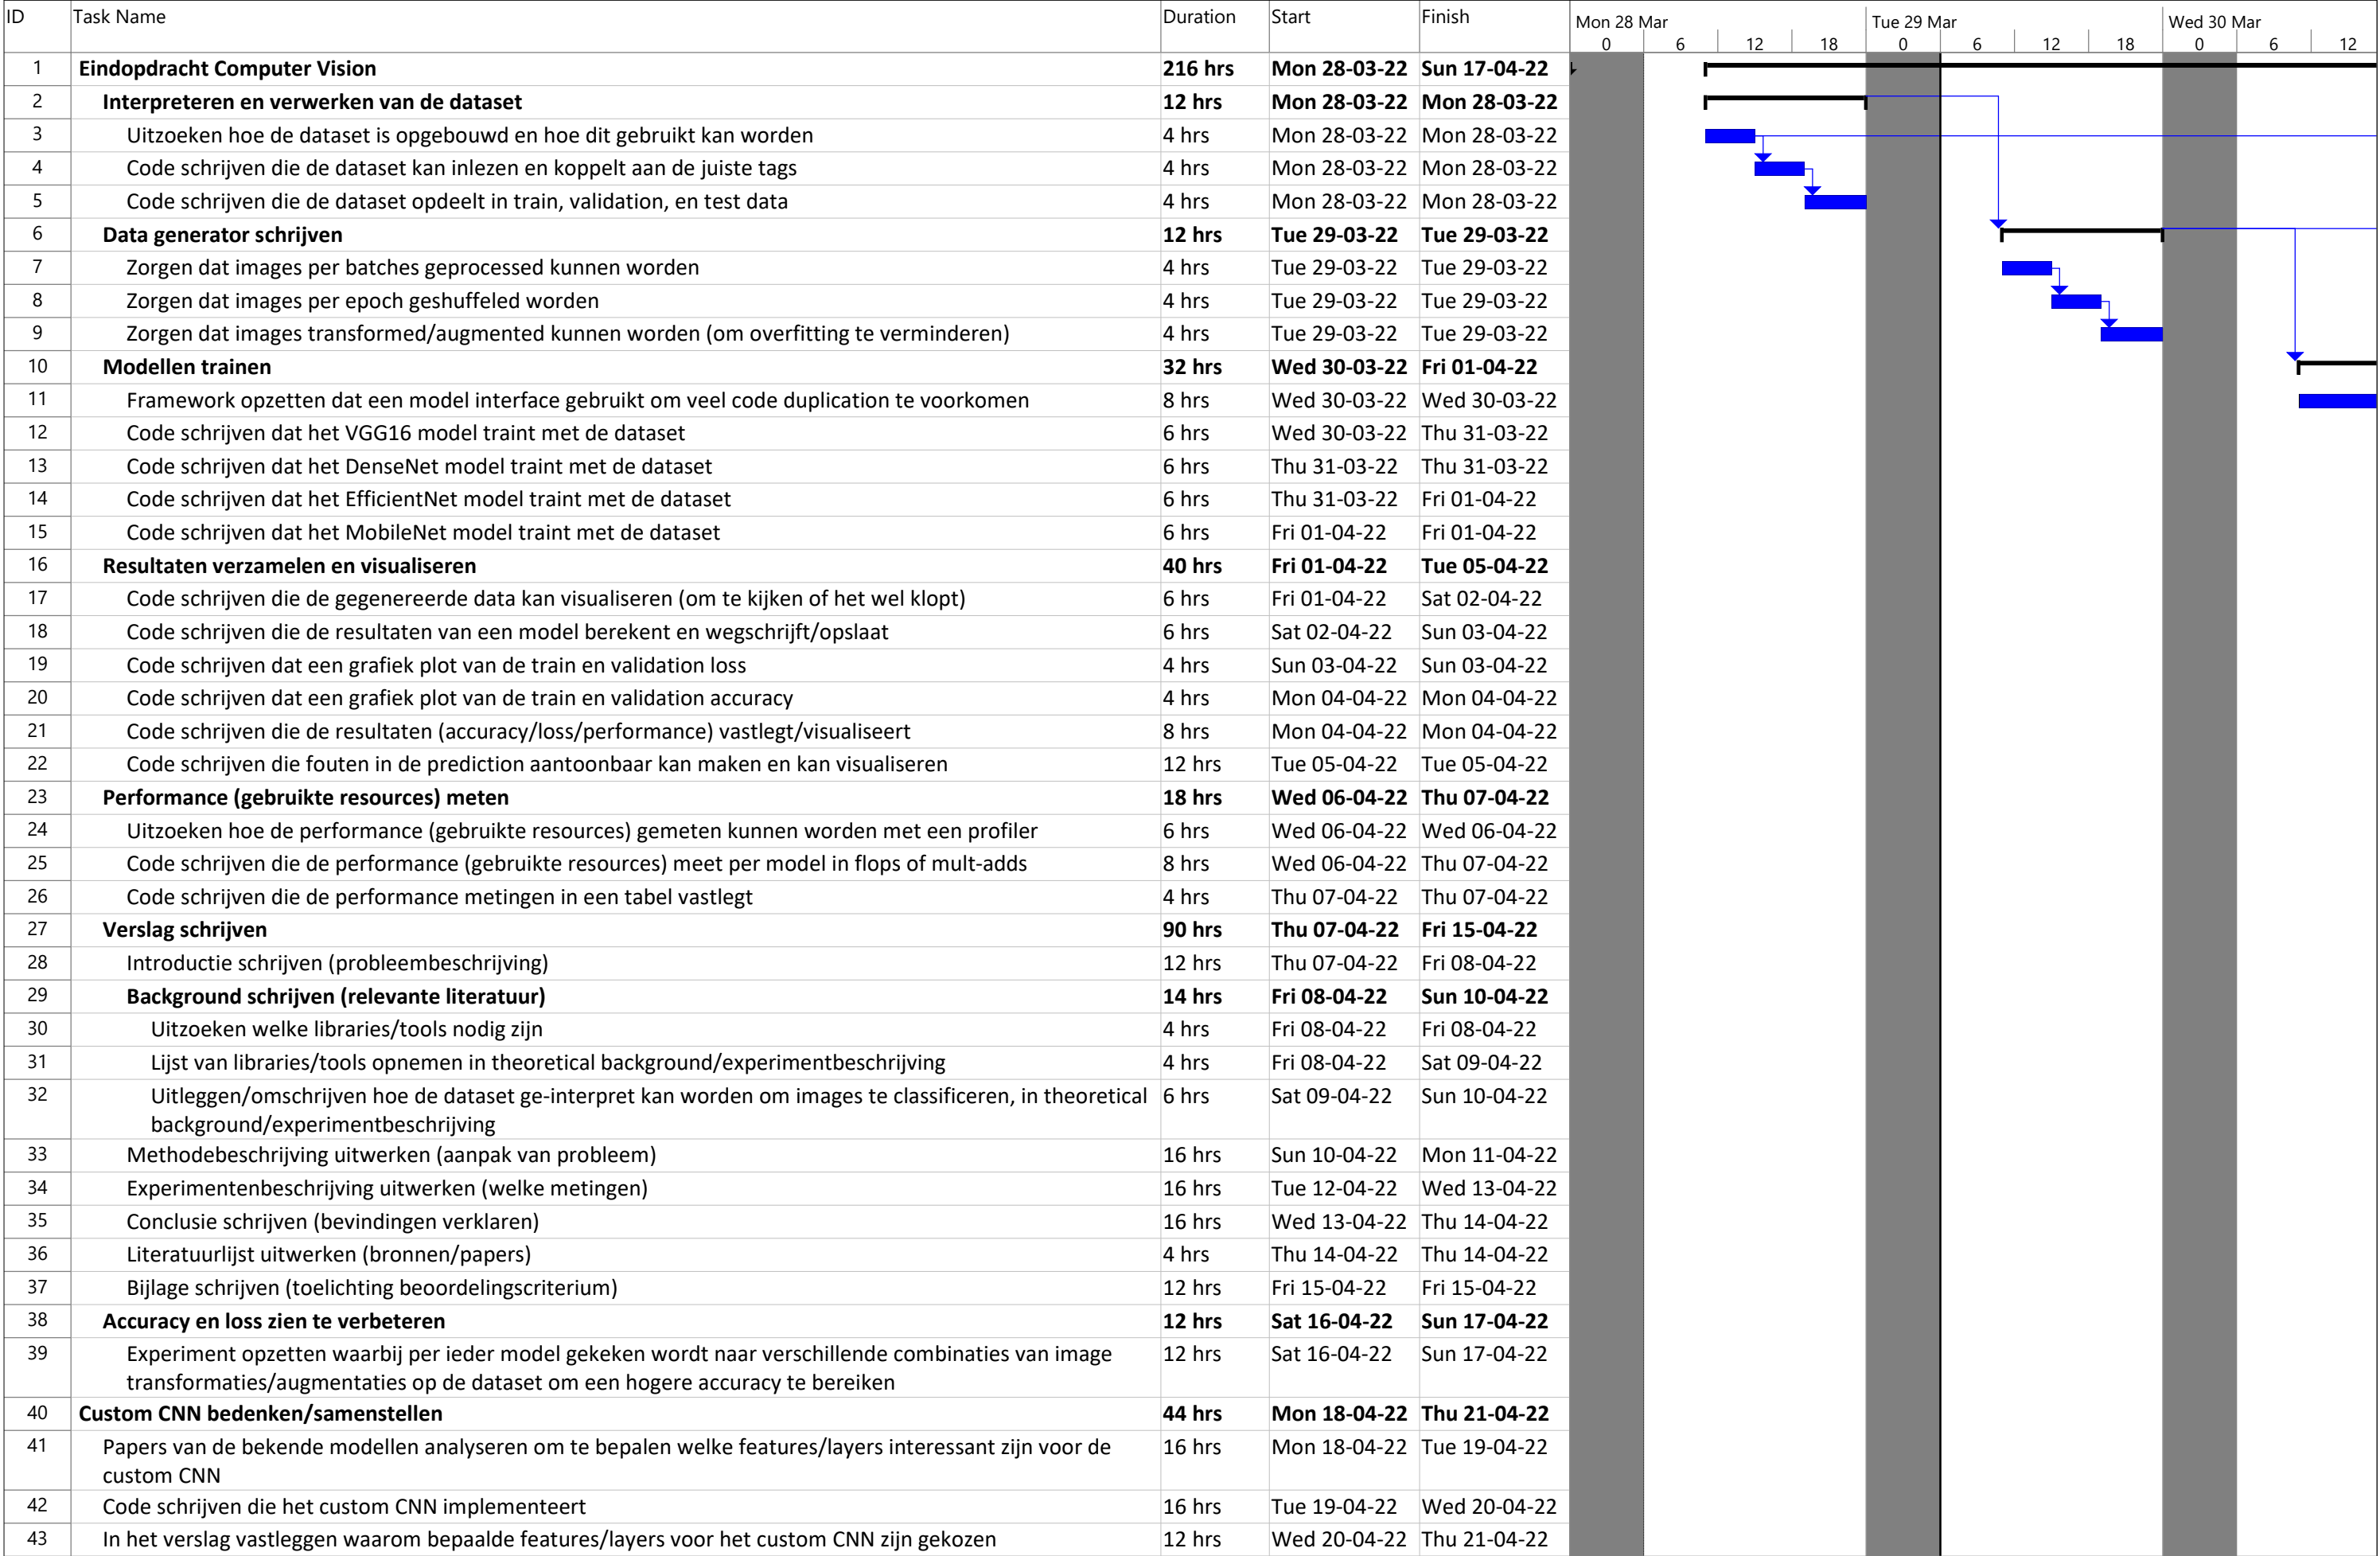 ID Task Name Duration Start Finish Mon 28 Mar Tue 29 Mar Wed 30 Mar
0 6 12 18 0 6 12 18 0 6 12
1 Eindopdracht Computer Vision 216 hrs Mon 28-03-22 Sun 17-04-22
2 Interpreteren en verwerken van de dataset 12 hrs Mon 28-03-22 Mon 28-03-22
3 Uitzoeken hoe de dataset is opgebouwd en hoe dit gebruikt kan worden 4 hrs Mon 28-03-22 Mon 28-03-22
4 Code schrijven die de dataset kan inlezen en koppelt aan de juiste tags 4 hrs Mon 28-03-22 Mon 28-03-22
5 Code schrijven die de dataset opdeelt in train, validation, en test data 4 hrs Mon 28-03-22 Mon 28-03-22
6 Data generator schrijven 12 hrs Tue 29-03-22 Tue 29-03-22
7 Zorgen dat images per batches geprocessed kunnen worden 4 hrs Tue 29-03-22 Tue 29-03-22
8 Zorgen dat images per epoch geshuffeled worden 4 hrs Tue 29-03-22 Tue 29-03-22
9 Zorgen dat images transformed/augmented kunnen worden (om overfitting te verminderen) 4 hrs Tue 29-03-22 Tue 29-03-22
10 Modellen trainen 32 hrs Wed 30-03-22 Fri 01-04-22
11 Framework opzetten dat een model interface gebruikt om veel code duplication te voorkomen 8 hrs Wed 30-03-22 Wed 30-03-22
12 Code schrijven dat het VGG16 model traint met de dataset 6 hrs Wed 30-03-22 Thu 31-03-22
13 Code schrijven dat het DenseNet model traint met de dataset 6 hrs Thu 31-03-22 Thu 31-03-22
14 Code schrijven dat het EfficientNet model traint met de dataset 6 hrs Thu 31-03-22 Fri 01-04-22
15 Code schrijven dat het MobileNet model traint met de dataset 6 hrs Fri 01-04-22 Fri 01-04-22
16 Resultaten verzamelen en visualiseren 40 hrs Fri 01-04-22 Tue 05-04-22
17 Code schrijven die de gegenereerde data kan visualiseren (om te kijken of het wel klopt) 6 hrs Fri 01-04-22 Sat 02-04-22
18 Code schrijven die de resultaten van een model berekent en wegschrijft/opslaat 6 hrs Sat 02-04-22 Sun 03-04-22
19 Code schrijven dat een grafiek plot van de train en validation loss 4 hrs Sun 03-04-22 Sun 03-04-22
20 Code schrijven dat een grafiek plot van de train en validation accuracy 4 hrs Mon 04-04-22 Mon 04-04-22
21 Code schrijven die de resultaten (accuracy/loss/performance) vastlegt/visualiseert 8 hrs Mon 04-04-22 Mon 04-04-22
22 Code schrijven die fouten in de prediction aantoonbaar kan maken en kan visualiseren 12 hrs Tue 05-04-22 Tue 05-04-22
23 Performance (gebruikte resources) meten 18 hrs Wed 06-04-22 Thu 07-04-22
24 Uitzoeken hoe de performance (gebruikte resources) gemeten kunnen worden met een profiler 6 hrs Wed 06-04-22 Wed 06-04-22
25 Code schrijven die de performance (gebruikte resources) meet per model in flops of mult-adds 8 hrs Wed 06-04-22 Thu 07-04-22
26 Code schrijven die de performance metingen in een tabel vastlegt 4 hrs Thu 07-04-22 Thu 07-04-22
27 Verslag schrijven 90 hrs Thu 07-04-22 Fri 15-04-22
28 Introductie schrijven (probleembeschrijving) 12 hrs Thu 07-04-22 Fri 08-04-22
29 Background schrijven (relevante literatuur) 14 hrs Fri 08-04-22 Sun 10-04-22
30 Uitzoeken welke libraries/tools nodig zijn 4 hrs Fri 08-04-22 Fri 08-04-22
31 Lijst van libraries/tools opnemen in theoretical background/experimentbeschrijving 4 hrs Fri 08-04-22 Sat 09-04-22
32 Uitleggen/omschrijven hoe de dataset ge-interpret kan worden om images te classificeren, in theoretical 6 hrs Sat 09-04-22 Sun 10-04-22
background/experimentbeschrijving
33 Methodebeschrijving uitwerken (aanpak van probleem) 16 hrs Sun 10-04-22 Mon 11-04-22
34 Experimentenbeschrijving uitwerken (welke metingen) 16 hrs Tue 12-04-22 Wed 13-04-22
35 Conclusie schrijven (bevindingen verklaren) 16 hrs Wed 13-04-22 Thu 14-04-22
36 Literatuurlijst uitwerken (bronnen/papers) 4 hrs Thu 14-04-22 Thu 14-04-22
37 Bijlage schrijven (toelichting beoordelingscriterium) 12 hrs Fri 15-04-22 Fri 15-04-22
38 Accuracy en loss zien te verbeteren 12 hrs Sat 16-04-22 Sun 17-04-22
39 Experiment opzetten waarbij per ieder model gekeken wordt naar verschillende combinaties van image 12 hrs Sat 16-04-22 Sun 17-04-22
transformaties/augmentaties op de dataset om een hogere accuracy te bereiken
40 Custom CNN bedenken/samenstellen 44 hrs Mon 18-04-22 Thu 21-04-22
41 Papers van de bekende modellen analyseren om te bepalen welke features/layers interessant zijn voor de 16 hrs Mon 18-04-22 Tue 19-04-22
custom CNN
42 Code schrijven die het custom CNN implementeert 16 hrs Tue 19-04-22 Wed 20-04-22
43 In het verslag vastleggen waarom bepaalde features/layers voor het custom CNN zijn gekozen 12 hrs Wed 20-04-22 Thu 21-04-22